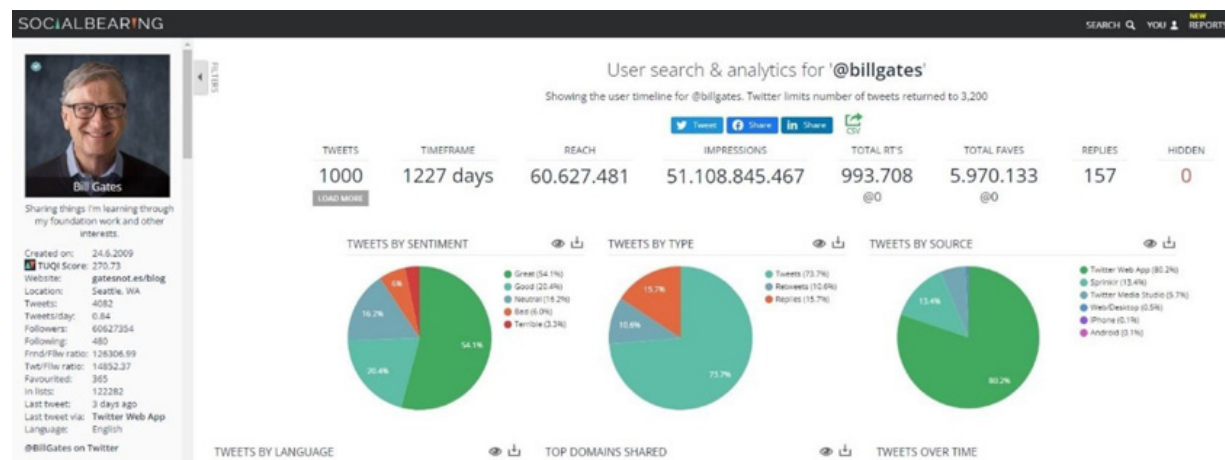 SOCIALBEARING
SEARCH YOU NEW REPORTS
Bill Gates
Sharing things I'm learning through
my foundation work and other
interests.
Created on: 24.6.2009
TUQI Score: 270.73
Website: gatesnot.es/blog
Location: Seattle, WA
Tweets: 4082
Tweets/day: 0.84
Followers: 60627354
Following: 480
Frnd/Fllw ratio: 126306.99
Twt/Fllw ratio: 14852.37
Favourited: 365
In lists: 122282
Last tweet: 3 days ago
Last tweet via: Twitter Web App
Language: English
@BillGates on Twitter
FILTERS
User search & analytics for '@billgates'
Showing the user timeline for @billgates. Twitter limits number of tweets returned to 3,200
Tweet Share Share CSV
TWEETS TIMEFRAME REACH IMPRESSIONS TOTAL RT'S TOTAL FAVES REPLIES HIDDEN
1000 1227 days 60.627.481 51.108.845.467 993.708 5.970.133 157 0
LOAD MORE @0 @0
TWEETS BY SENTIMENT
Great (54.1%)
Good (20.4%)
Neutral (16.2%)
Bad (6.0%)
Terrible (3.3%)
6%
16.2%
54.1%
20.4%
TWEETS BY TYPE
Tweets (73.7%)
Retweets (10.6%)
Replies (15.7%)
15.7%
10.6%
73.7%
TWEETS BY SOURCE
Twitter Web App (80.2%)
Sprinklr (13.4%)
Twitter Media Studio (5.7%)
Web/Desktop (0.5%)
iPhone (0.1%)
Android (0.1%)
13.4%
80.2%
TWEETS BY LANGUAGE
TOP DOMAINS SHARED
TWEETS OVER TIME